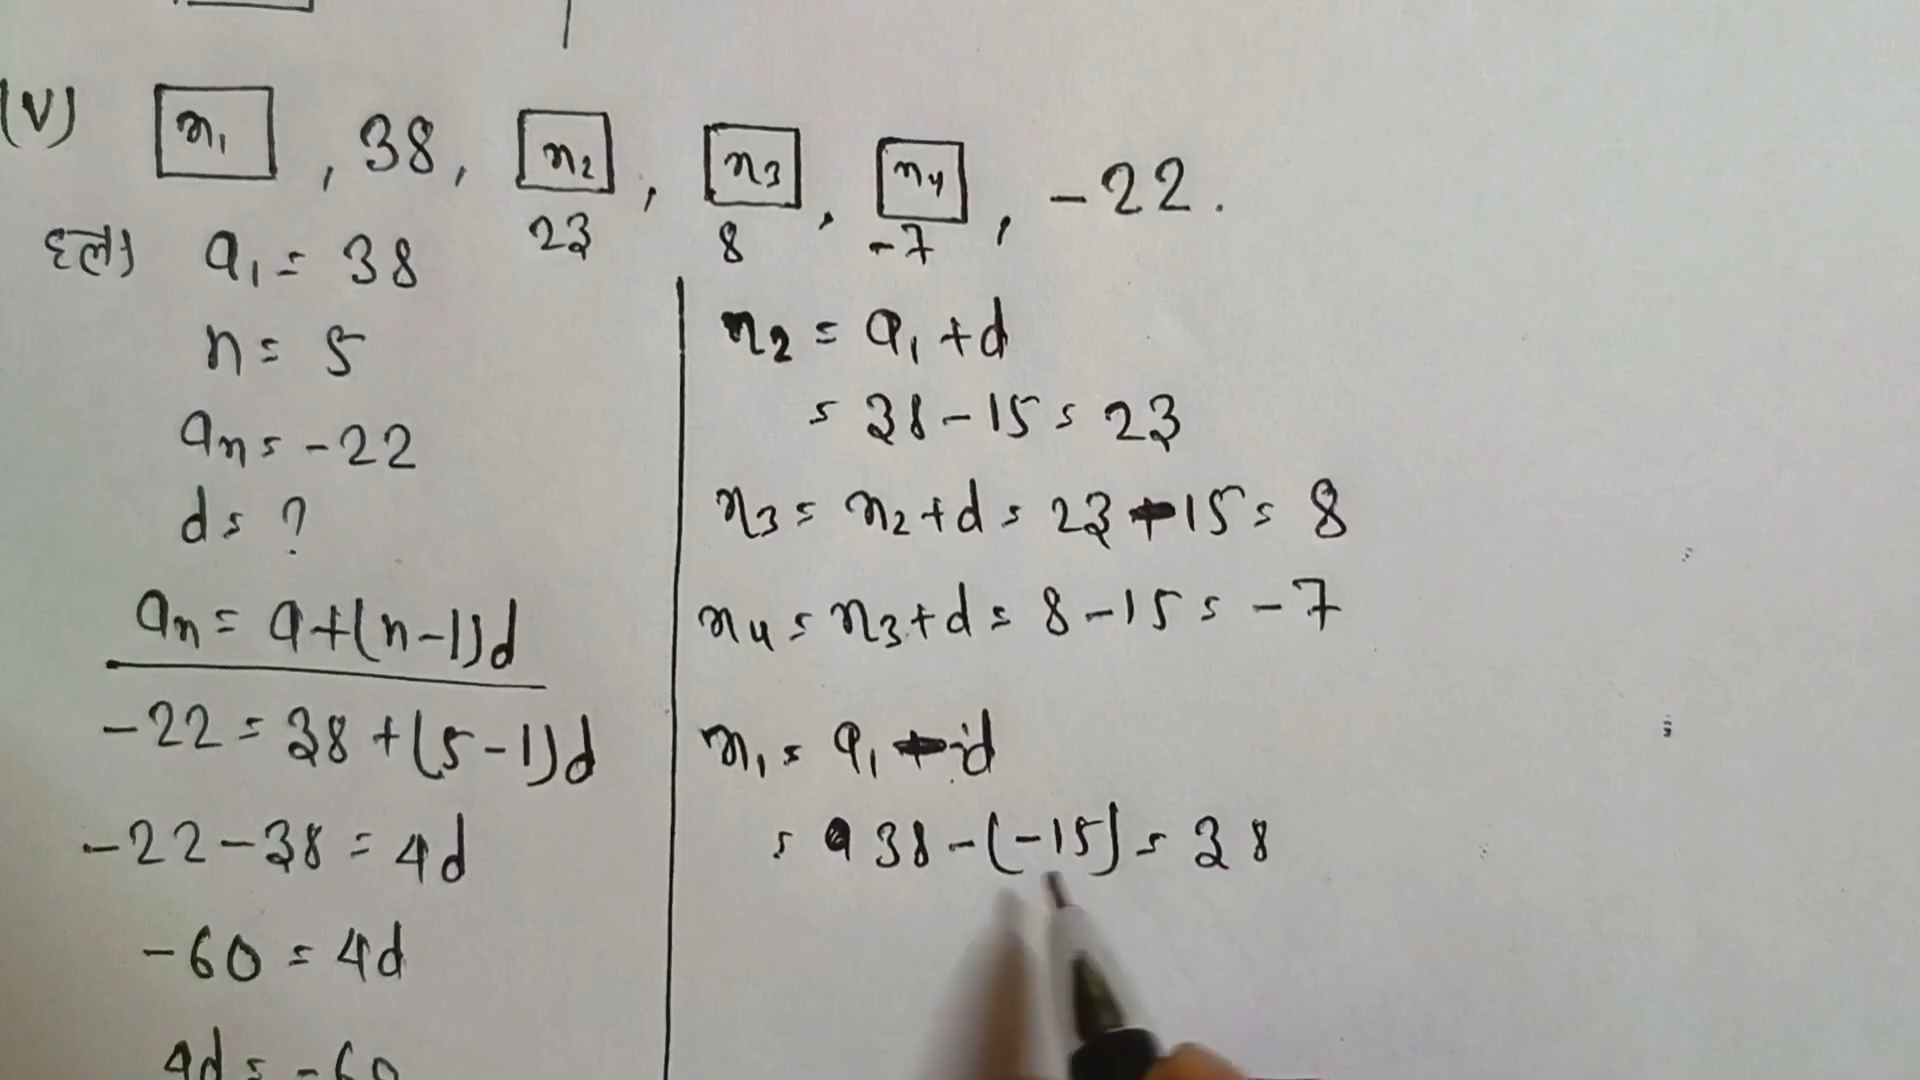 (v) x₁ , 38, x₂ , x₃ , x₄ , -22.
23 8 -7
हल) a₁ = 38
n = 5
aₙ = -22
d = ?
aₙ = a+(n-1)d
-22 = 38+(5-1)d
-22-38 = 4d
-60 = 4d
4d = -60
x₂ = a₁+d
= 38-15 = 23
x₃ = x₂+d = 23-15 = 8
x₄ = x₃+d = 8-15 = -7
x₁ = a₁-d
= 38-(-15) = 38